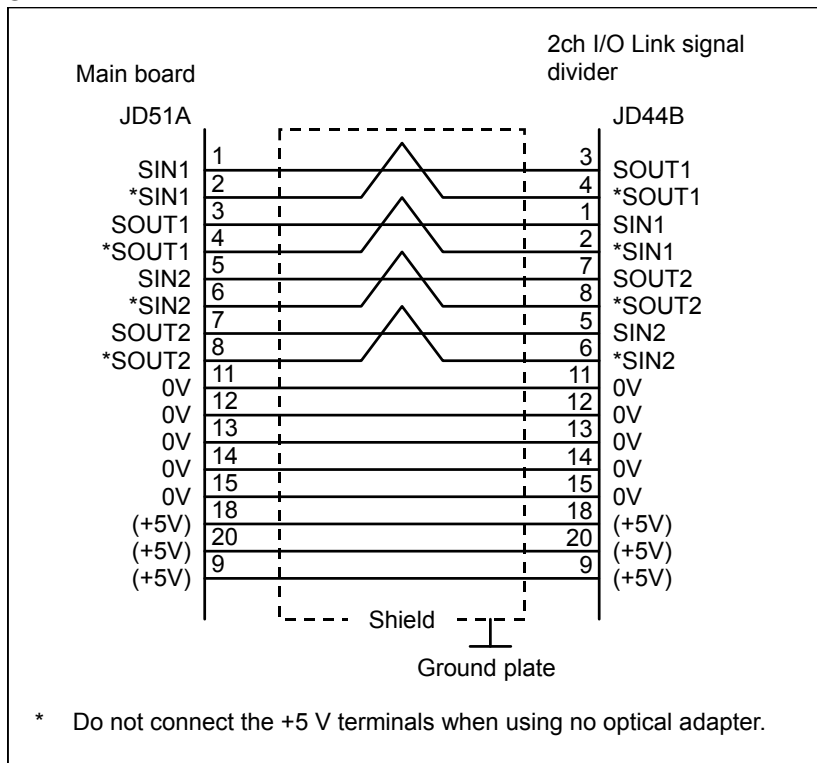 2ch I/O Link signal
Main board divider
JD51A JD44B
SIN1 1 3 SOUT1
*SIN1 2 4 *SOUT1
SOUT1 3 1 SIN1
*SOUT1 4 2 *SIN1
SIN2 5 7 SOUT2
*SIN2 6 8 *SOUT2
SOUT2 7 5 SIN2
*SOUT2 8 6 *SIN2
0V 11 11 0V
0V 12 12 0V
0V 13 13 0V
0V 14 14 0V
0V 15 15 0V
(+5V) 18 18 (+5V)
(+5V) 20 20 (+5V)
(+5V) 9 9 (+5V)
Shield
Ground plate
* Do not connect the +5 V terminals when using no optical adapter.